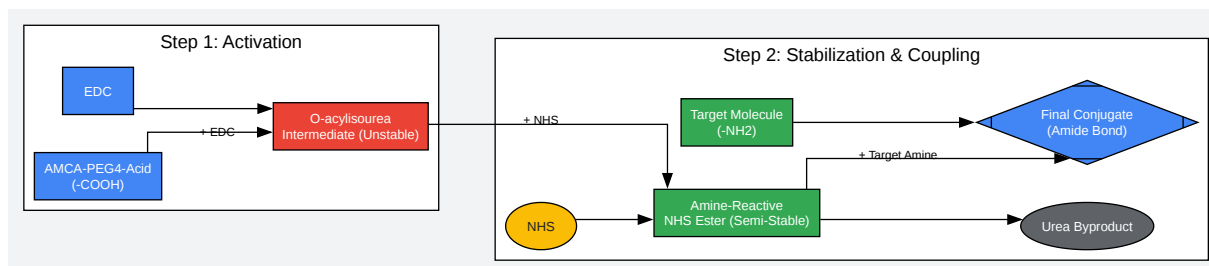 Step 1: Activation
EDC
+ EDC
AMCA-PEG4-Acid
(-COOH)
O-acylisourea
Intermediate (Unstable)
Step 2: Stabilization & Coupling
+ NHS
Target Molecule
(-NH2)
Final Conjugate
(Amide Bond)
+ Target Amine
NHS
Amine-Reactive
NHS Ester (Semi-Stable)
Urea Byproduct